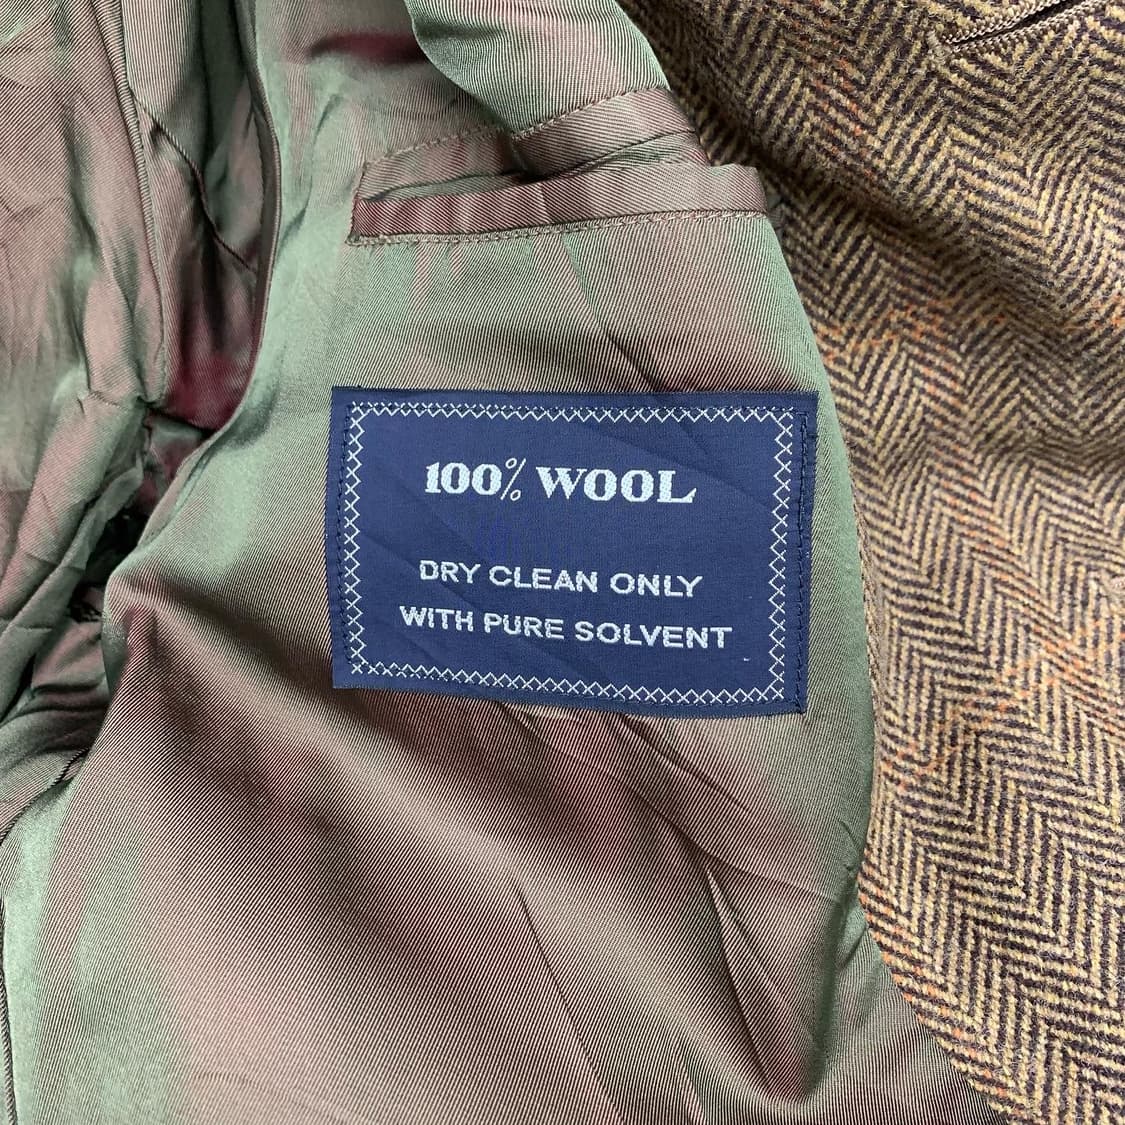 100% WOOL
DRY CLEAN ONLY
WITH PURE SOLVENT